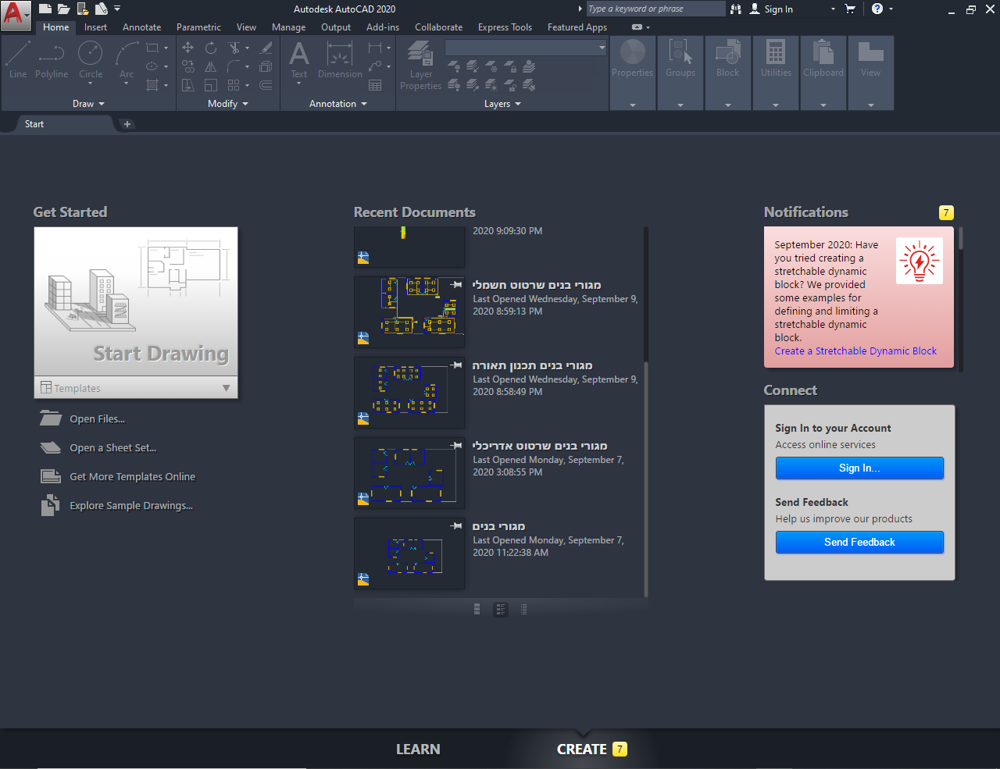 Autodesk AutoCAD 2020
Type a keyword or phrase
Sign In
Home
Insert
Annotate
Parametric
View
Manage
Output
Add-ins
Collaborate
Express Tools
Featured Apps
Line
Polyline
Circle
Arc
Draw
Modify
Text
Dimension
Annotation
Layer
Properties
Layers
Properties
Groups
Block
Utilities
Clipboard
View
Start
Get Started
Start Drawing
Templates
Open Files...
Open a Sheet Set...
Get More Templates Online
Explore Sample Drawings...
Recent Documents
2020 9:09:30 PM
מגורי בנים שרטוט חשמלי
Last Opened Wednesday, September 9,
2020 8:59:13 PM
מגורי בנים תכנון תאורה
Last Opened Wednesday, September 9,
2020 8:58:49 PM
מגורי בנים שרטוט אדריכלי
Last Opened Monday, September 7,
2020 3:08:55 PM
מגורי בנים
Last Opened Monday, September 7,
2020 11:22:38 AM
Notifications
7
September 2020: Have
you tried creating a
stretchable dynamic
block? We provided
some examples for
defining and limiting a
stretchable dynamic
block.
Create a Stretchable Dynamic Block
Connect
Sign In to your Account
Access online services
Sign In...
Send Feedback
Help us improve our products
Send Feedback
LEARN
CREATE 7